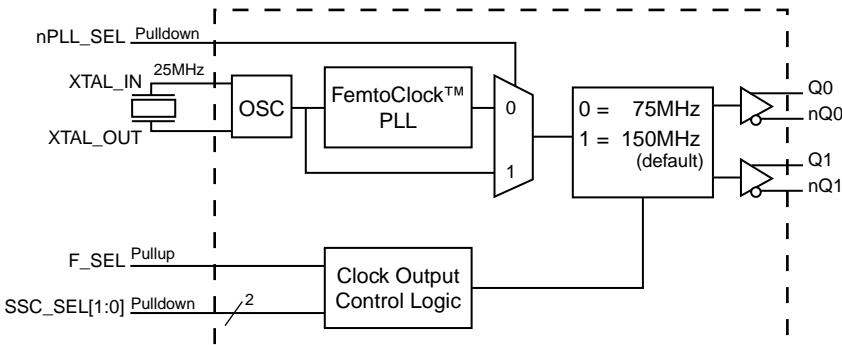 nPLL_SEL Pulldown
XTAL_IN 25MHz
XTAL_OUT
OSC
FemtoClock™
PLL
0
1
0 = 75MHz
1 = 150MHz
(default)
Q0
nQ0
Q1
nQ1
F_SEL Pullup
SSC_SEL[1:0] Pulldown 2
Clock Output
Control Logic